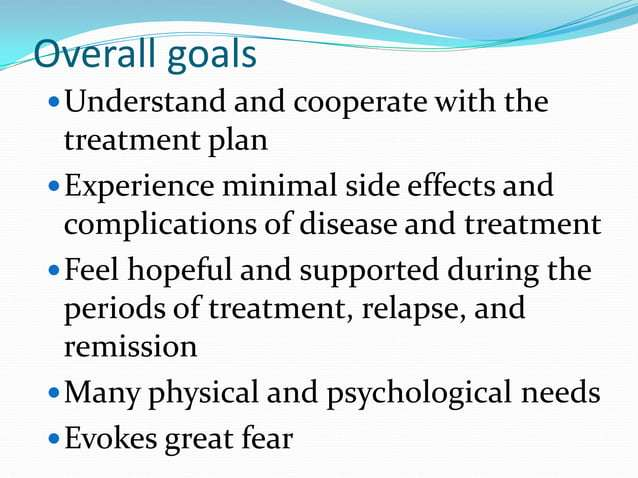 Overall goals
•Understand and cooperate with the
treatment plan
•Experience minimal side effects and
complications of disease and treatment
•Feel hopeful and supported during the
periods of treatment, relapse, and
remission
•Many physical and psychological needs
•Evokes great fear